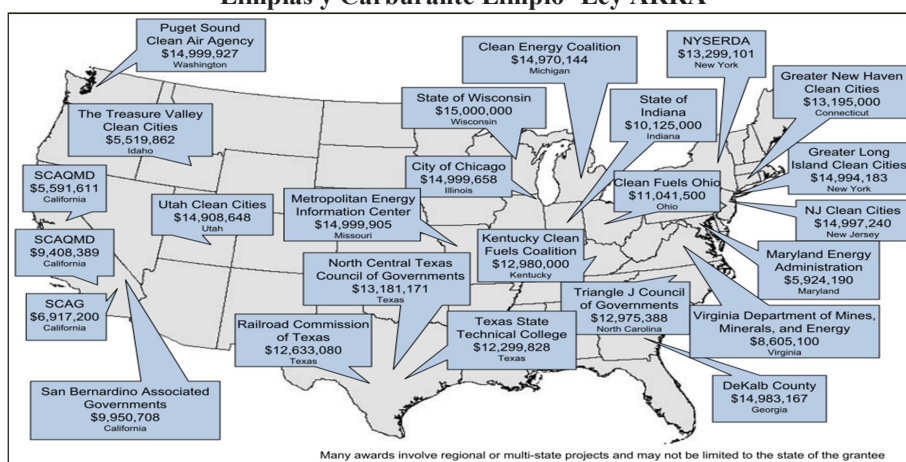 Limpias y Carburante Limpio- Ley ARRA
Puget Sound
Clean Air Agency
$14,999,927
Washington
Clean Energy Coalition
$14,970,144
Michigan
NYSERDA
$13,299,101
New York
Greater New Haven
Clean Cities
$13,195,000
Connecticut
The Treasure Valley
Clean Cities
$5,519,862
Idaho
State of Wisconsin
$15,000,000
Wisconsin
State of
Indiana
$10,125,000
Indiana
Greater Long
Island Clean Cities
$14,994,183
New York
SCAQMD
$5,591,611
California
Utah Clean Cities
$14,908,648
Utah
City of Chicago
$14,999,658
Illinois
Metropolitan Energy
Information Center
$14,999,905
Missouri
Clean Fuels Ohio
$11,041,500
Ohio
NJ Clean Cities
$14,997,240
New Jersey
SCAQMD
$9,408,389
California
Kentucky Clean
Fuels Coalition
$12,980,000
Kentucky
Maryland Energy
Administration
$5,924,190
Maryland
North Central Texas
Council of Governments
$13,181,171
Texas
SCAG
$6,917,200
California
Triangle J Council
of Governments
$12,975,388
North Carolina
Virginia Department of Mines,
Minerals, and Energy
$8,605,100
Virginia
Railroad Commission
of Texas
$12,633,080
Texas
Texas State
Technical College
$12,299,828
Texas
San Bernardino Associated
Governments
$9,950,708
California
DeKalb County
$14,983,167
Georgia
Many awards involve regional or multi-state projects and may not be limited to the state of the grantee